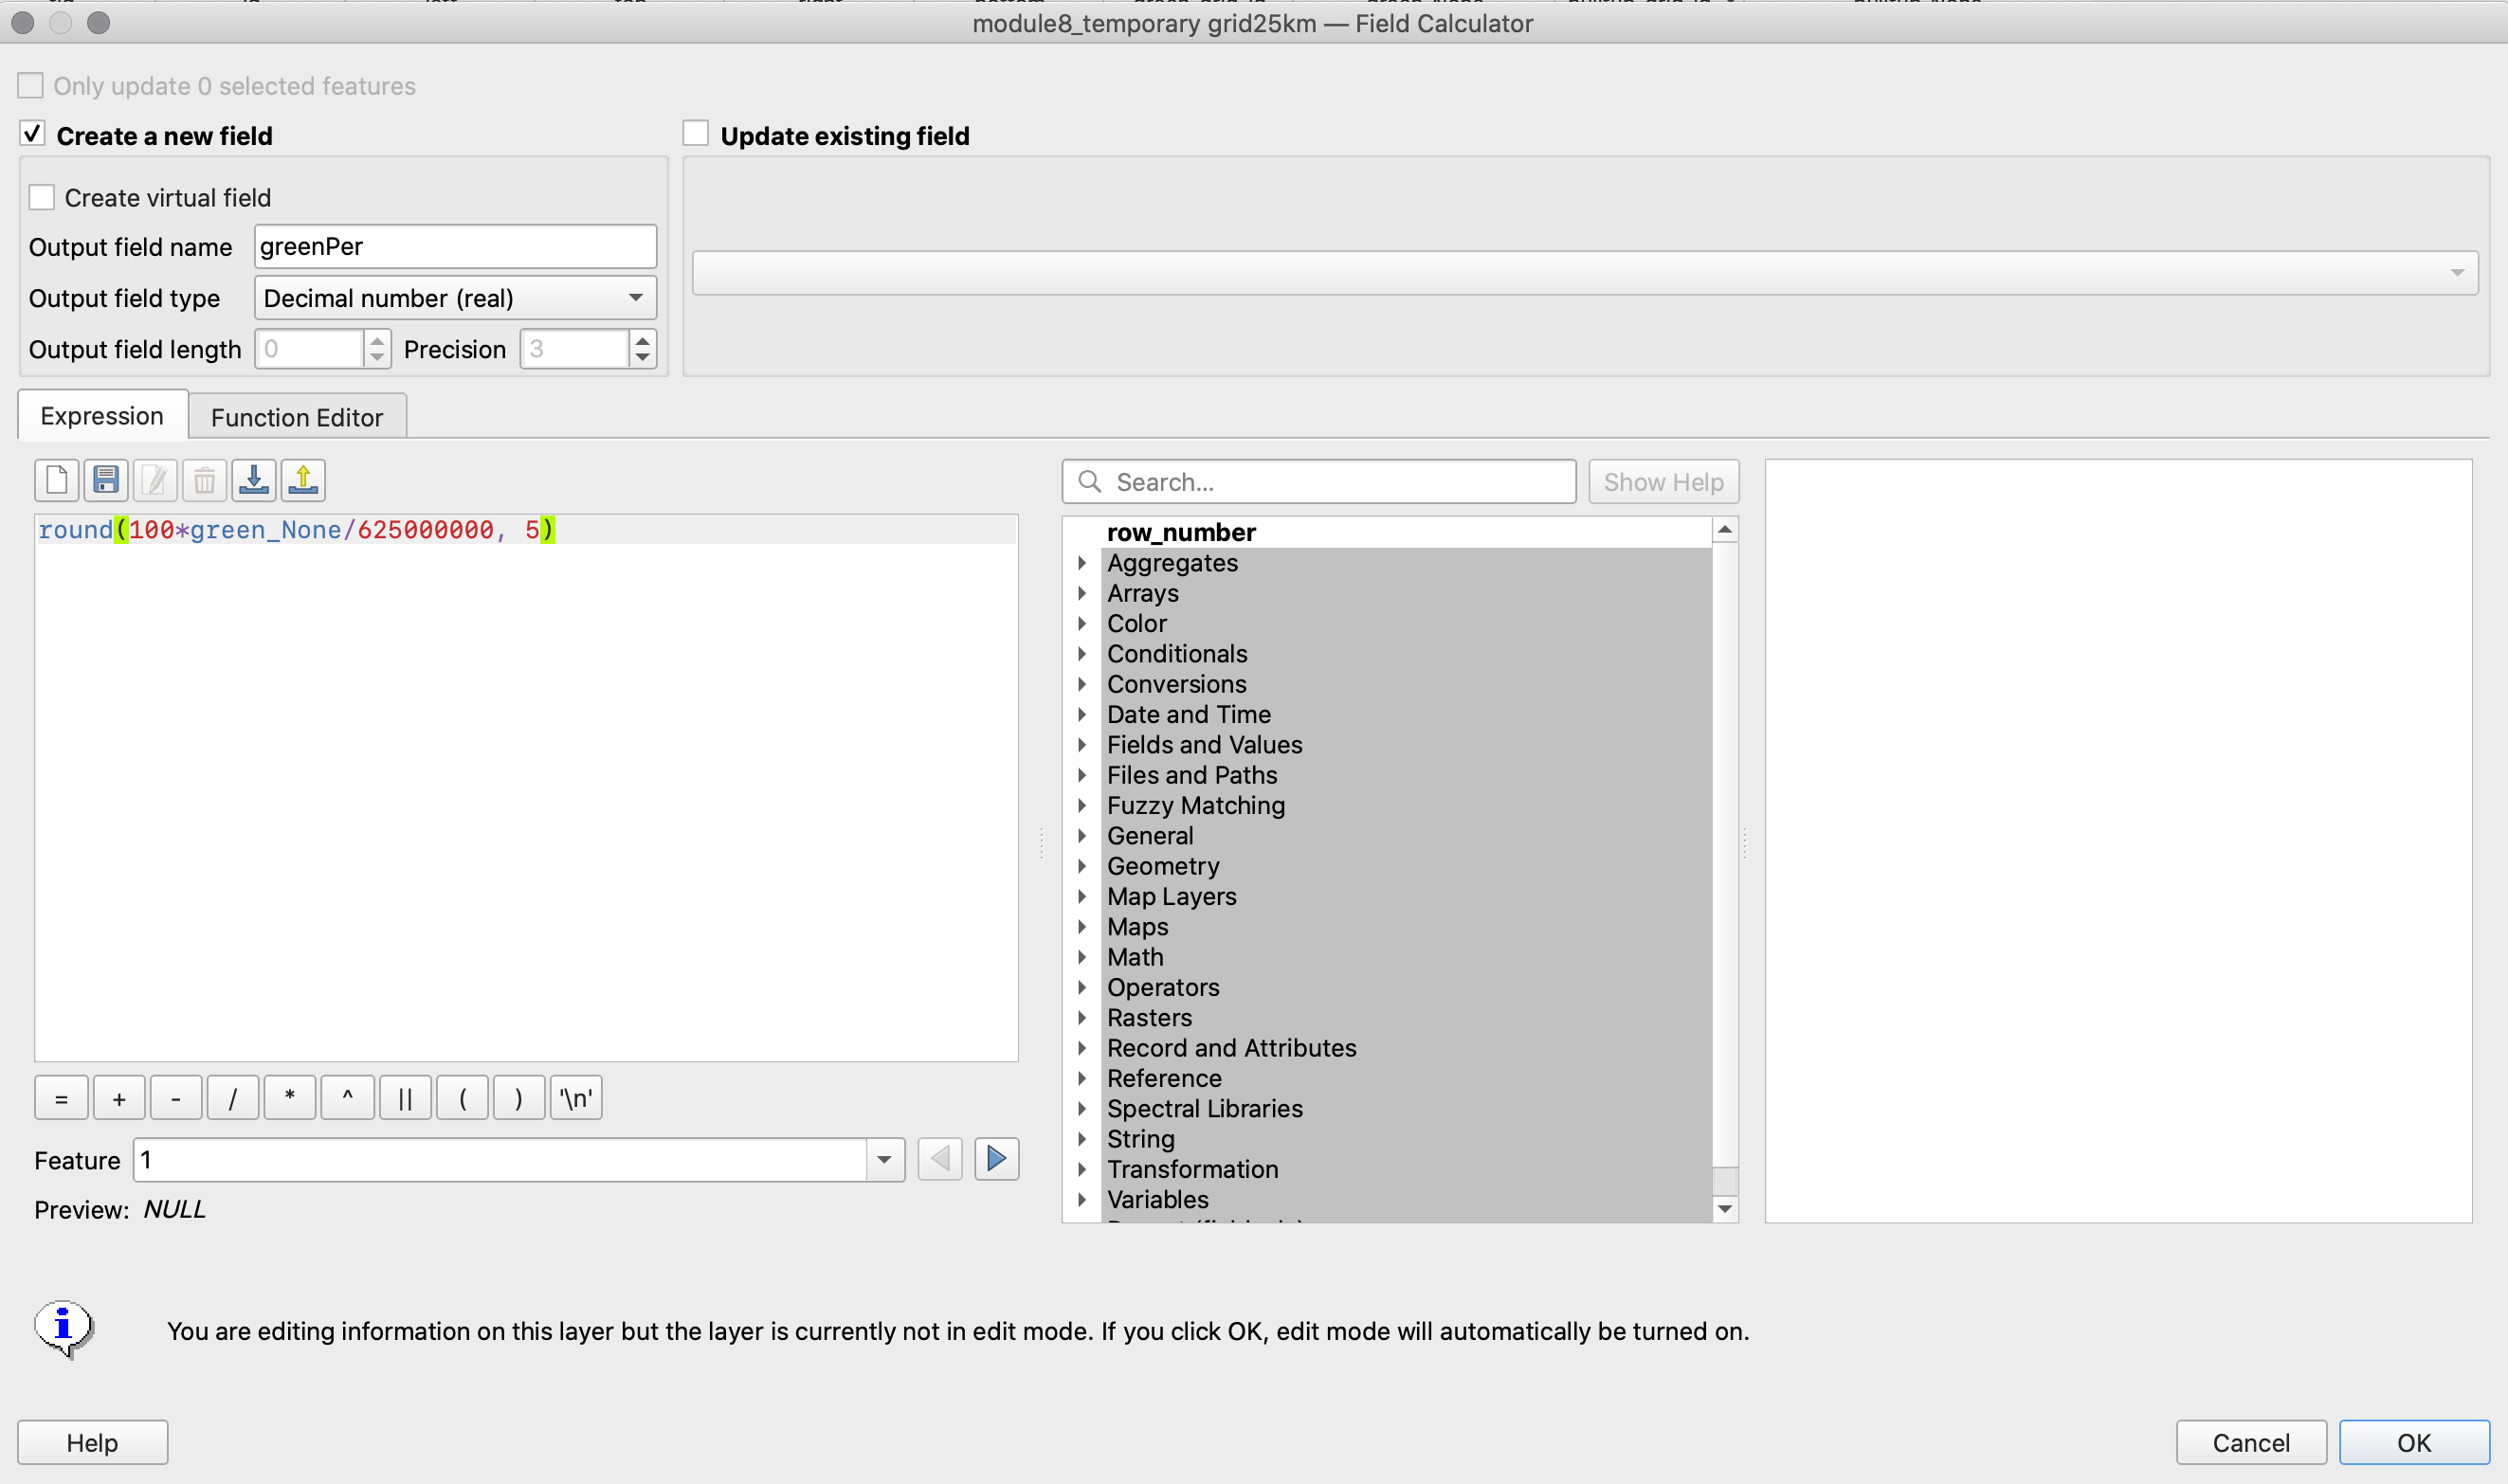 module8_temporary grid25km — Field Calculator
Only update 0 selected features
Create a new field
Update existing field
Create virtual field
Output field name greenPer
Output field type Decimal number (real)
Output field length 0 Precision 3
Expression Function Editor
Search... Show Help
round(100*green_None/625000000, 5)
row_number
Aggregates
Arrays
Color
Conditionals
Conversions
Date and Time
Fields and Values
Files and Paths
Fuzzy Matching
General
Geometry
Map Layers
Maps
Math
Operators
Rasters
Record and Attributes
Reference
Spectral Libraries
String
Transformation
Variables
= + - / * ^ || ( ) '\n'
Feature 1
Preview: NULL
You are editing information on this layer but the layer is currently not in edit mode. If you click OK, edit mode will automatically be turned on.
Help Cancel OK